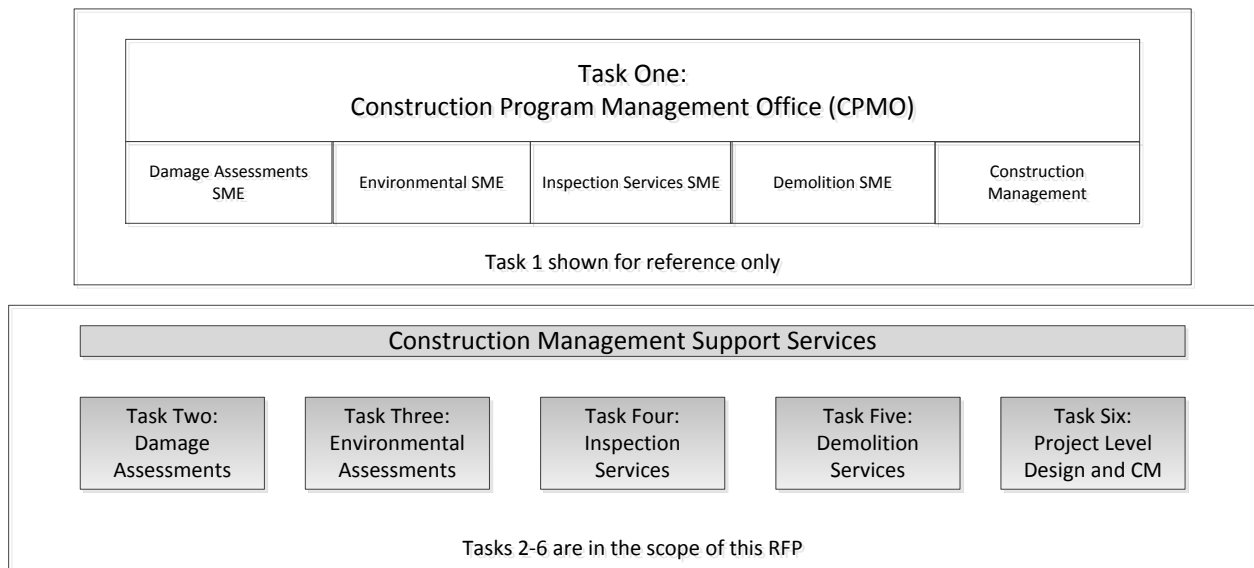 Task One:
Construction Program Management Office (CPMO)
Damage Assessments
SME
Environmental SME
Inspection Services SME
Demolition SME
Construction
Management
Task 1 shown for reference only
Construction Management Support Services
Task Two:
Damage
Assessments
Task Three:
Environmental
Assessments
Task Four:
Inspection
Services
Task Five:
Demolition
Services
Task Six:
Project Level
Design and CM
Tasks 2-6 are in the scope of this RFP